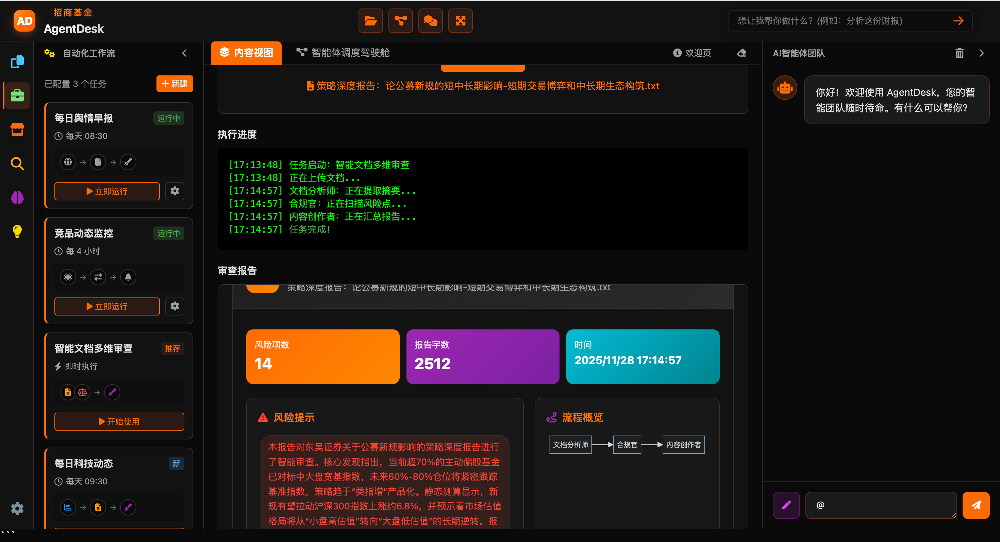 AD
招商基金
AgentDesk
想让我帮你做什么？(例如：分析这份财报)
自动化工作流
已配置 3 个任务
新建
每日舆情早报
运行中
每天 08:30
立即运行
竞品动态监控
运行中
每 4 小时
立即运行
智能文档多维审查
推荐
即时执行
开始使用
每日科技动态
新
每天 09:30
内容视图
智能体调度驾驶舱
欢迎页
策略深度报告：论公募新规的短中长期影响-短期交易博弈和中长期生态构筑.txt
执行进度
[17:13:48] 任务启动：智能文档多维审查
[17:13:48] 正在上传文档...
[17:14:57] 文档分析师：正在提取摘要...
[17:14:57] 合规官：正在扫描风险点...
[17:14:57] 内容创作者：正在汇总报告...
[17:14:57] 任务完成！
审查报告
策略深度报告：论公募新规的短中长期影响-短期交易博弈和中长期生态构筑.txt
风险项数
14
报告字数
2512
时间
2025/11/28 17:14:57
风险提示
本报告对东吴证券关于公募新规影响的策略深度报告进行
了智能审查。核心发现指出，当前超70%的主动偏股基金
已对标中大盘宽基指数，未来60%-80%仓位将紧密跟踪
基准指数，策略趋于“类指增”产品化。静态测算显示，新
规有望拉动沪深300指数上涨约6.8%，并预示着市场估值
格局将从“小盘高估值”转向“大盘低估值”的长期逆转。报
流程概览
文档分析师
合规官
内容创作者
AI智能体团队
你好！欢迎使用 AgentDesk，您的智
能团队随时待命。有什么可以帮你？
@
```